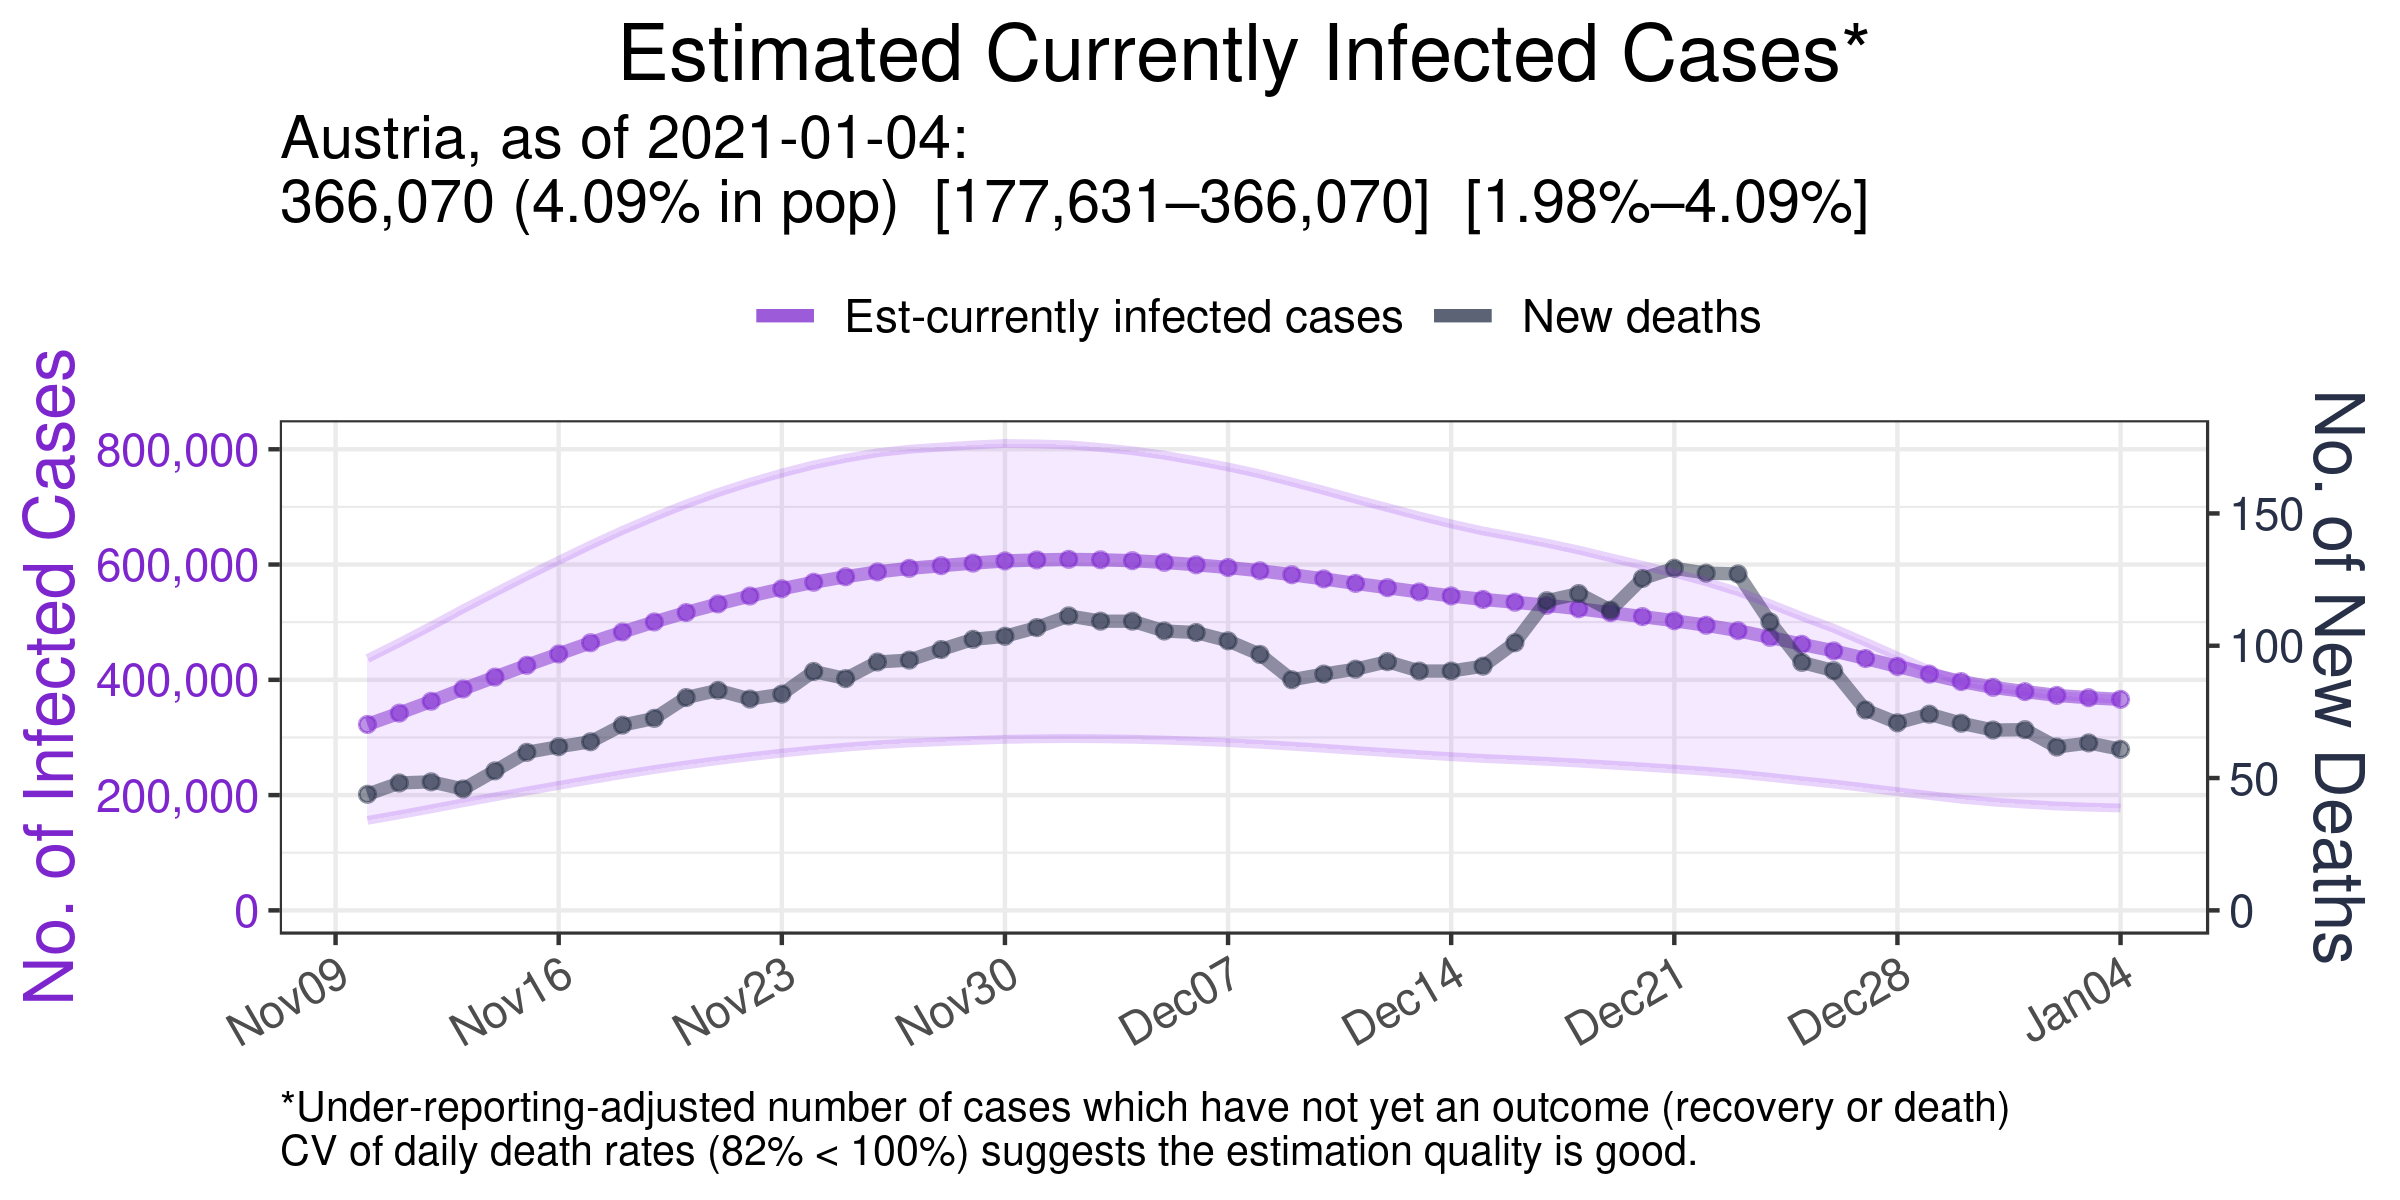 Estimated Currently Infected Cases*
Austria, as of 2021-01-04:
366,070 (4.09% in pop)  [177,631–366,070]  [1.98%–4.09%]
Est-currently infected cases
New deaths
No. of Infected Cases
800,000
600,000
400,000
200,000
0
150
100
50
0
No. of New Deaths
Nov09
Nov16
Nov23
Nov30
Dec07
Dec14
Dec21
Dec28
Jan04
*Under-reporting-adjusted number of cases which have not yet an outcome (recovery or death)
CV of daily death rates (82% < 100%) suggests the estimation quality is good.